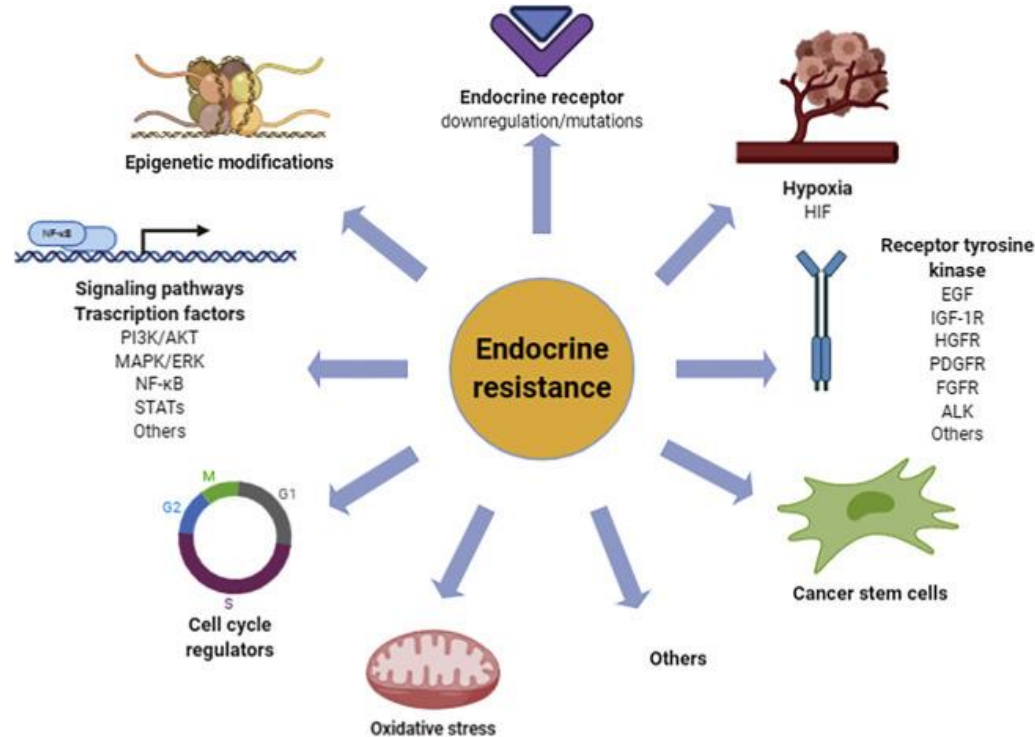 Endocrine receptor
downregulation/mutations
Epigenetic modifications
Hypoxia
HIF
NF-κB
Signaling pathways
Trascription factors
PI3K/AKT
MAPK/ERK
NF-κB
STATs
Others
Endocrine
resistance
Receptor tyrosine
kinase
EGF
IGF-1R
HGFR
PDGFR
FGFR
ALK
Others
M
G1
G2
S
Cell cycle
regulators
Cancer stem cells
Others
Oxidative stress